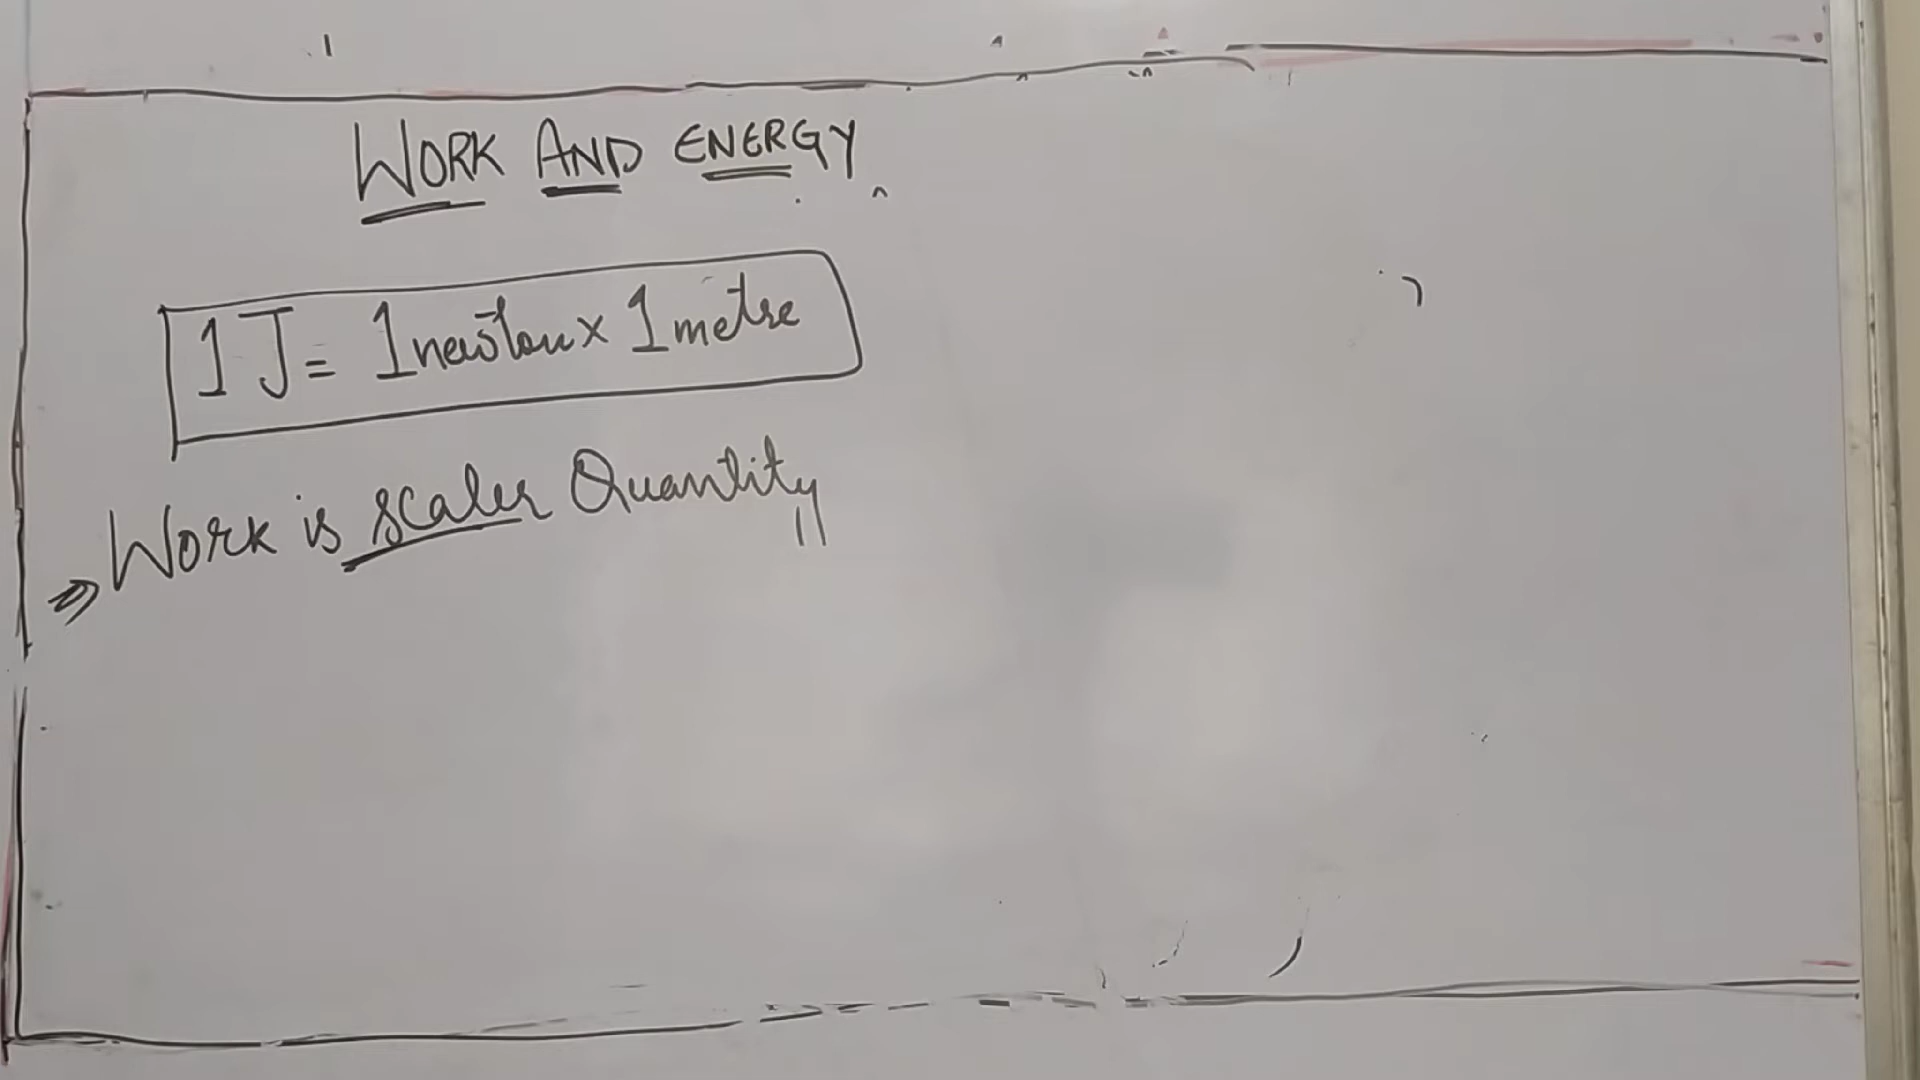 WORK AND ENERGY
1 J = 1 newton x 1 metre
⇒ Work is scaler Quantity